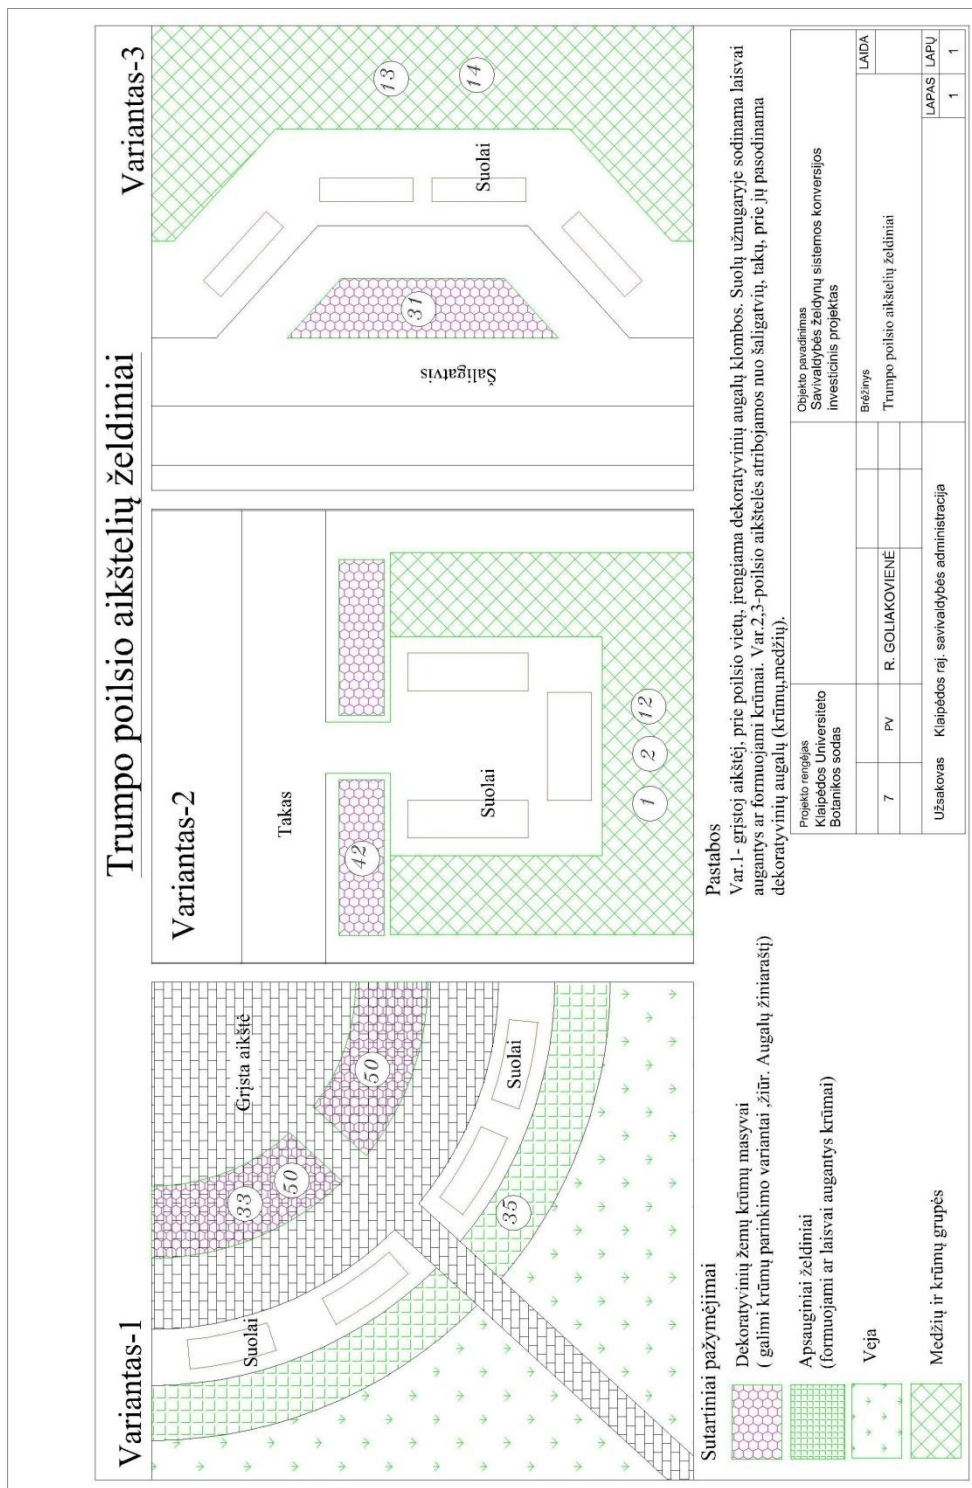 Trumpo poilsio aikštelių želdiniai
Variantas-1
Grįsta aikštė
33
50
50
Suolai
Suolai
35
Variantas-2
Takas
42
Suolai
1
2
12
Variantas-3
Šaligatvis
31
Suolai
13
14
Sutartiniai pažymėjimai
Dekoratyvinių žemų krūmų masyvai
( galimi krūmų parinkimo variantai ,žiūr. Augalų žiniaraštį)
Apsauginiai želdiniai
(formuojami ar laisvai augantys krūmai)
Veja
Medžių ir krūmų grupės
Pastabos
Var.1- grįstoj aikštėj, prie poilsio vietų, įrengiama dekoratyvinių augalų klombos. Suolų užnugaryje sodinama laisvai
augantys ar formuojami krūmai. Var.2,3-poilsio aikštelės atribojamos nuo šaligatvių, takų, prie jų pasodinama
dekoratyvinių augalų (krūmų,medžių).
Projekto rengėjas
Klaipėdos Universiteto
Botanikos sodas
Objekto pavadinimas
Savivaldybės želdynų sistemos konversijos
investicinis projektas
7
PV
R. GOLIAKOVIENĖ
Brėžinys
Trumpo poilsio aikštelių želdiniai
LAIDA
Užsakovas
Klaipėdos raj. savivaldybės administracija
LAPAS
LAPŲ
1
1